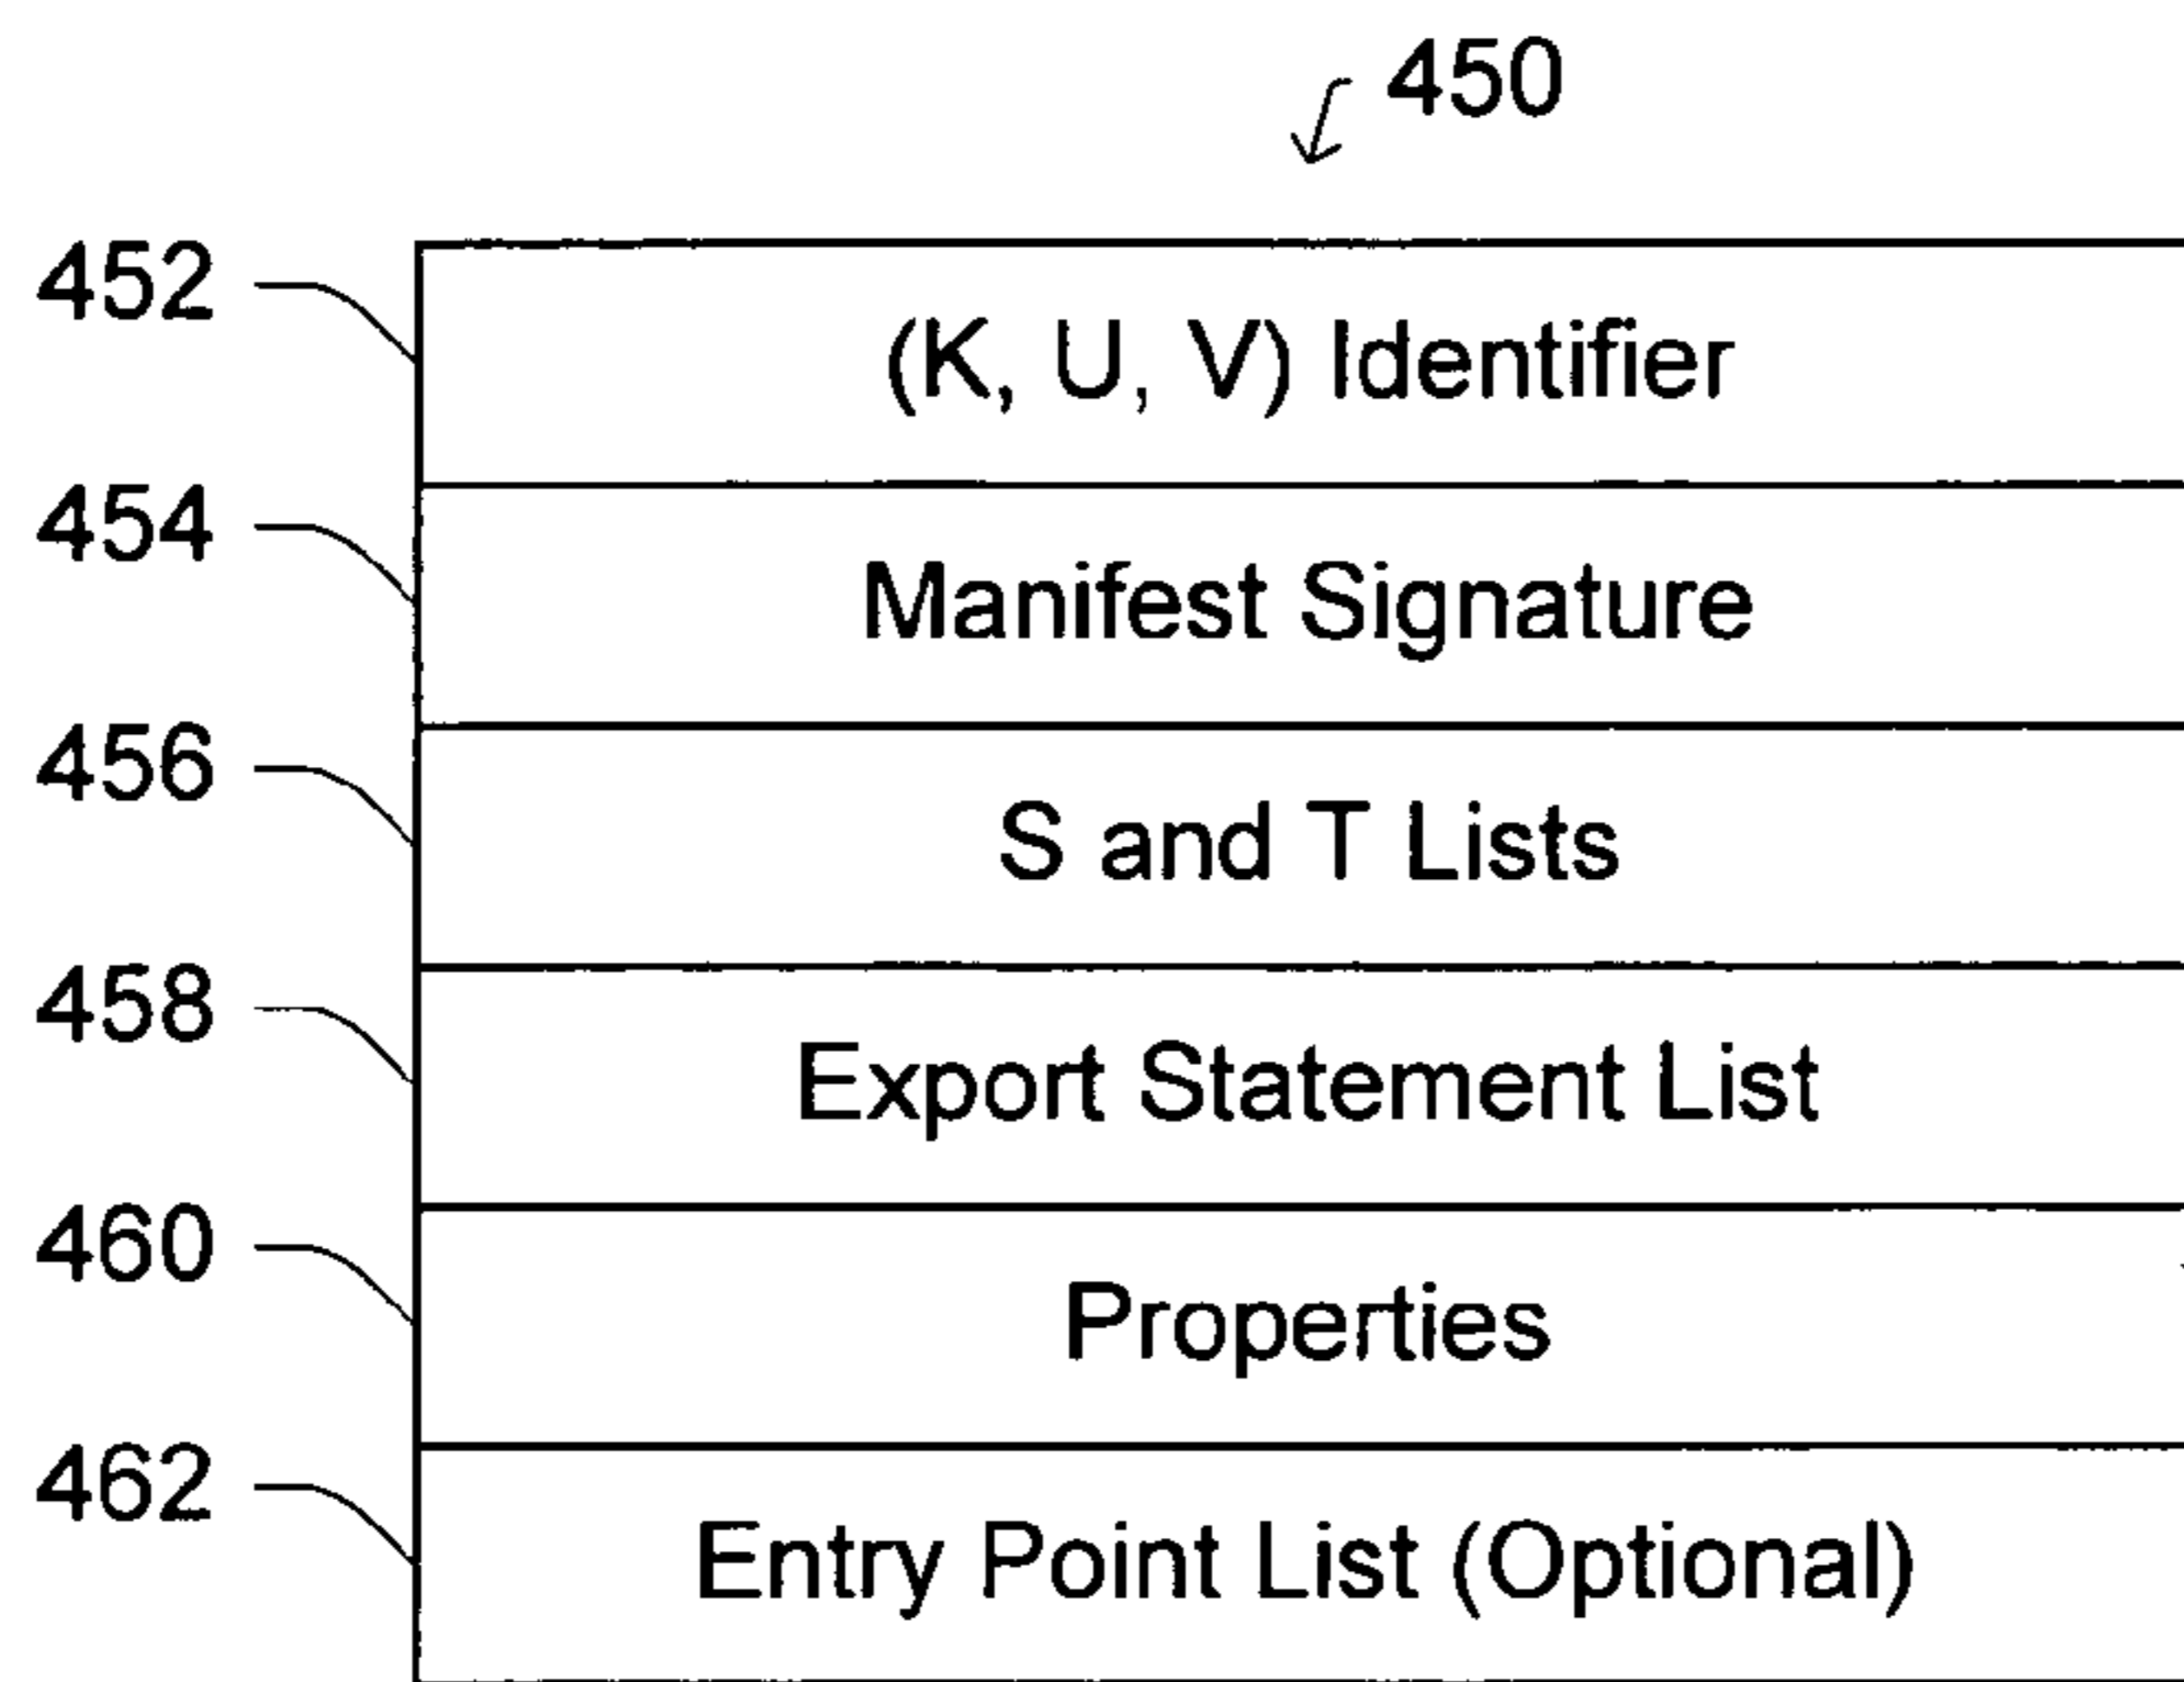 450
452
(K, U, V) Identifier
454
Manifest Signature
456
S and T Lists
458
Export Statement List
460
Properties
462
Entry Point List (Optional)